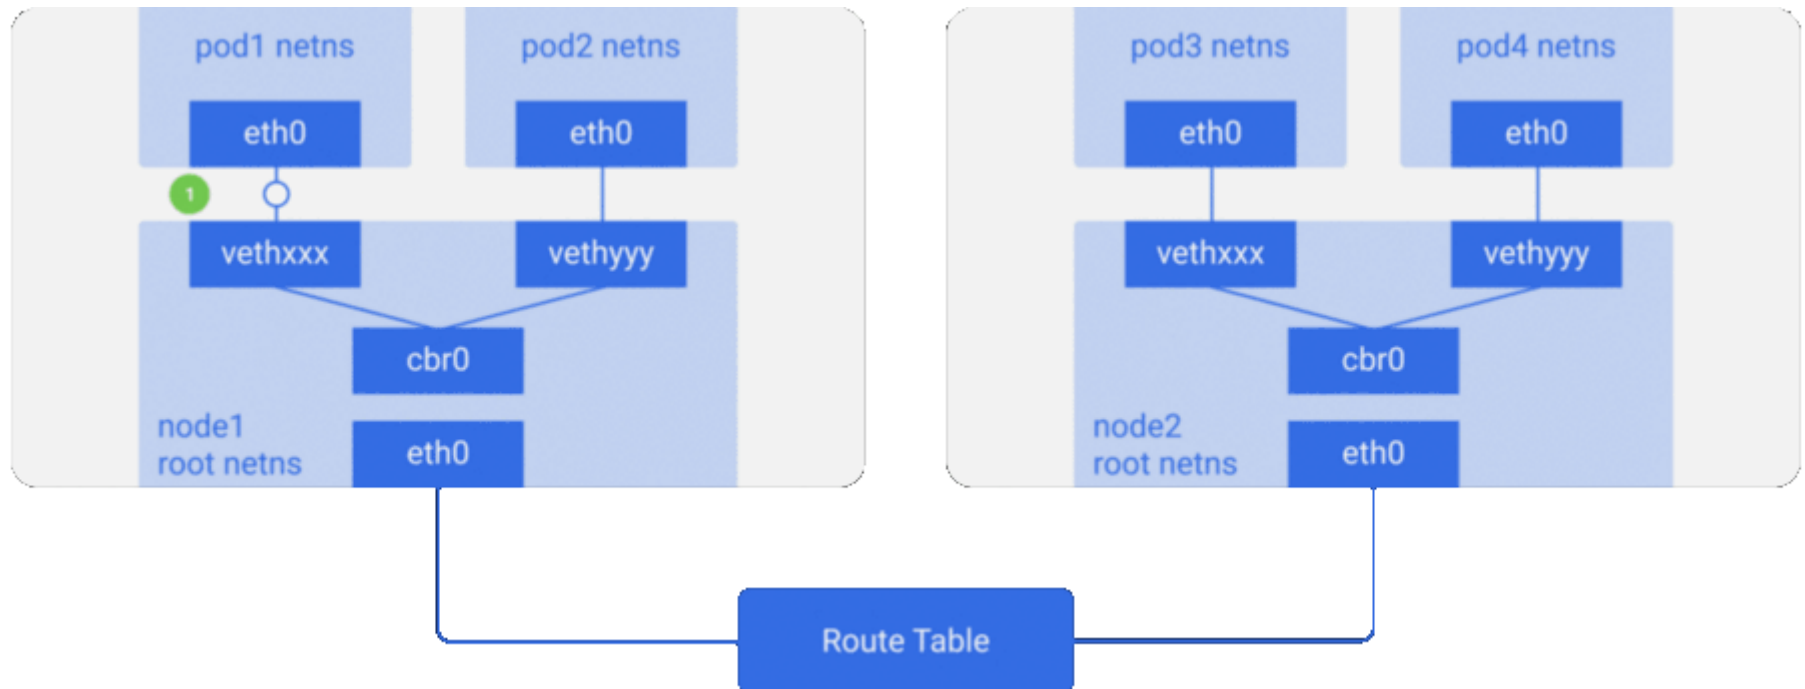 pod1 netns
pod2 netns
eth0
eth0
1
vethxxx
vethyyy
cbr0
node1
root netns
eth0
pod3 netns
pod4 netns
eth0
eth0
vethxxx
vethyyy
cbr0
node2
root netns
eth0
Route Table